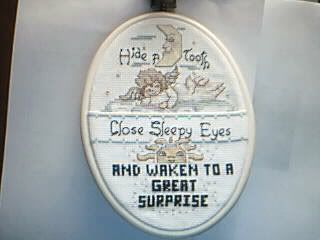 Hide A Tooth
Close Sleepy Eyes
AND WAKEN TO A
GREAT
SURPRISE